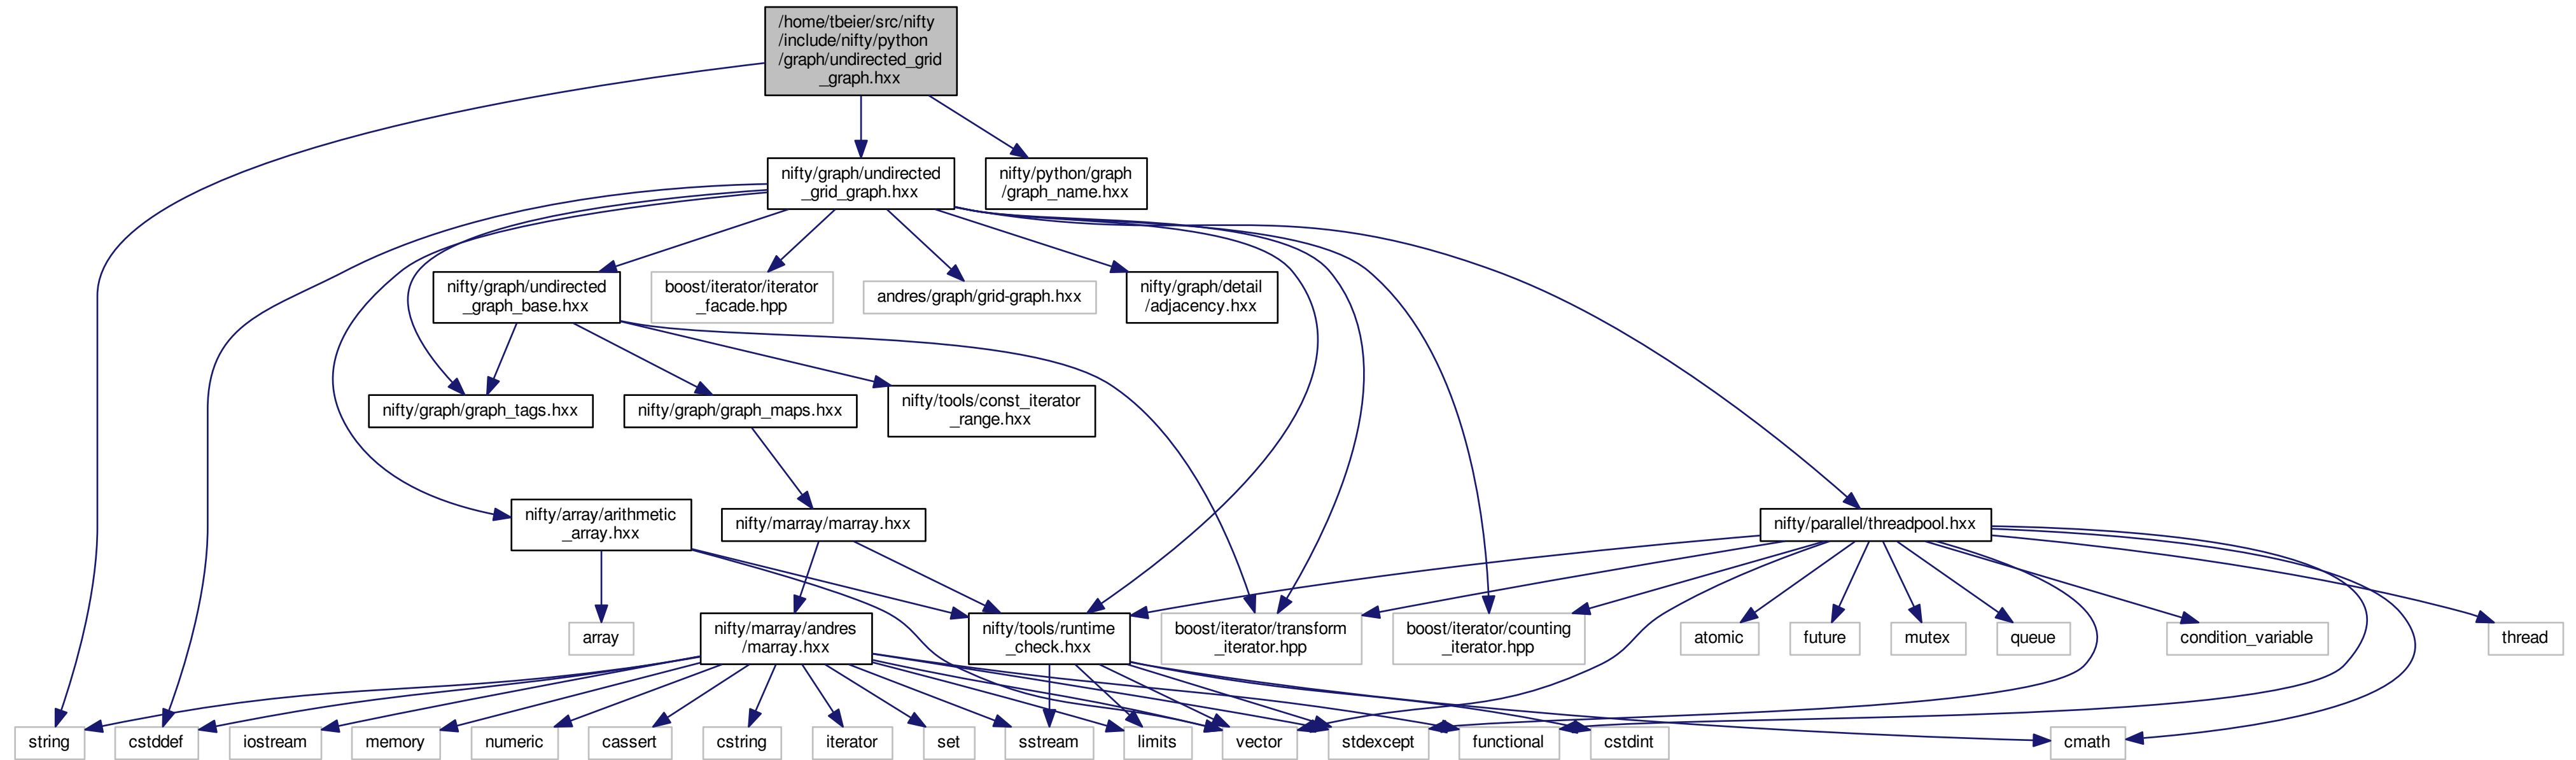 /home/tbeier/src/nifty
/include/nifty/python
/graph/undirected_grid
_graph.hxx
nifty/graph/undirected
_grid_graph.hxx
nifty/python/graph
/graph_name.hxx
nifty/graph/undirected
_graph_base.hxx
boost/iterator/iterator
_facade.hpp
andres/graph/grid-graph.hxx
nifty/graph/detail
/adjacency.hxx
nifty/graph/graph_tags.hxx
nifty/graph/graph_maps.hxx
nifty/tools/const_iterator
_range.hxx
nifty/array/arithmetic
_array.hxx
nifty/marray/marray.hxx
nifty/parallel/threadpool.hxx
array
nifty/marray/andres
/marray.hxx
nifty/tools/runtime
_check.hxx
boost/iterator/transform
_iterator.hpp
boost/iterator/counting
_iterator.hpp
atomic
future
mutex
queue
condition_variable
thread
string
cstddef
iostream
memory
numeric
cassert
cstring
iterator
set
sstream
limits
vector
stdexcept
functional
cstdint
cmath